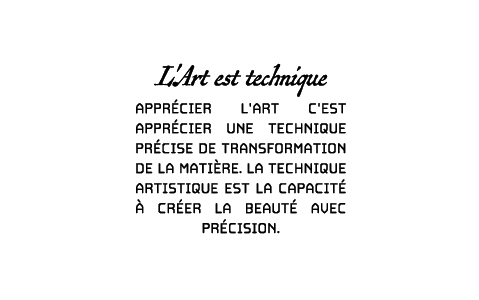 L'Art est technique
APPRÉCIER L'ART C'EST
APPRÉCIER UNE TECHNIQUE
PRÉCISE DE TRANSFORMATION
DE LA MATIÈRE. LA TECHNIQUE
ARTISTIQUE EST LA CAPACITÉ
À CRÉER LA BEAUTÉ AVEC
PRÉCISION.